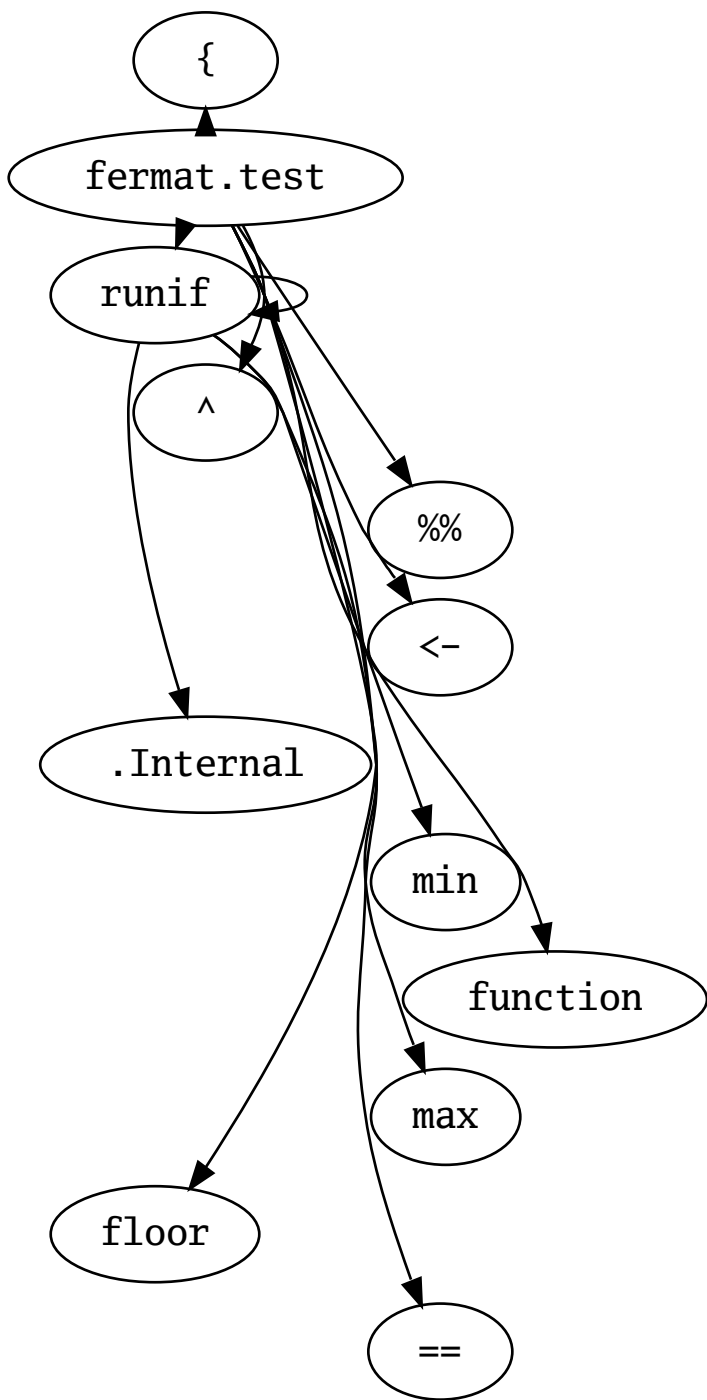 {
fermat.test
runif
^
%%
<-
.Internal
min
function
max
floor
==